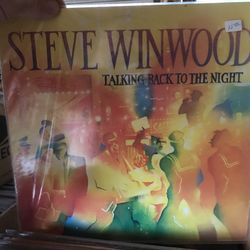 STEVE WINWOOD
TALKING BACK TO THE NIGHT